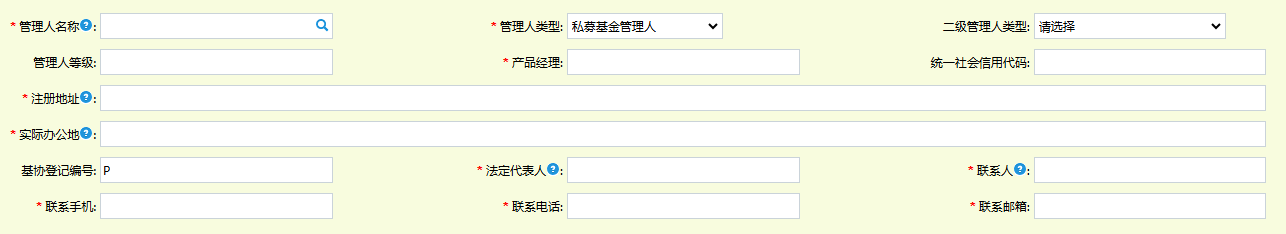 * 管理人名称?: * 管理人类型: 私募基金管理人 二级管理人类型: 请选择
管理人等级: * 产品经理: 统一社会信用代码:
* 注册地址?:
* 实际办公地?:
基协登记编号: P * 法定代表人?: * 联系人?:
* 联系手机: * 联系电话: * 联系邮箱: